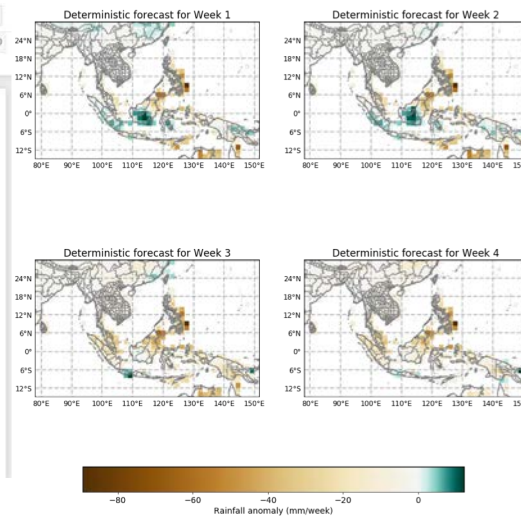 Deterministic forecast for Week 1
24°N
18°N
12°N
6°N
0°
6°S
12°S
80°E 90°E 100°E 110°E 120°E 130°E 140°E 150°E
Deterministic forecast for Week 2
24°N
18°N
12°N
6°N
0°
6°S
12°S
80°E 90°E 100°E 110°E 120°E 130°E 140°E
Deterministic forecast for Week 3
24°N
18°N
12°N
6°N
0°
6°S
12°S
80°E 90°E 100°E 110°E 120°E 130°E 140°E 150°E
Deterministic forecast for Week 4
24°N
18°N
12°N
6°N
0°
6°S
12°S
80°E 90°E 100°E 110°E 120°E 130°E 140°E 15
−80 −60 −40 −20 0
Rainfall anomaly (mm/week)